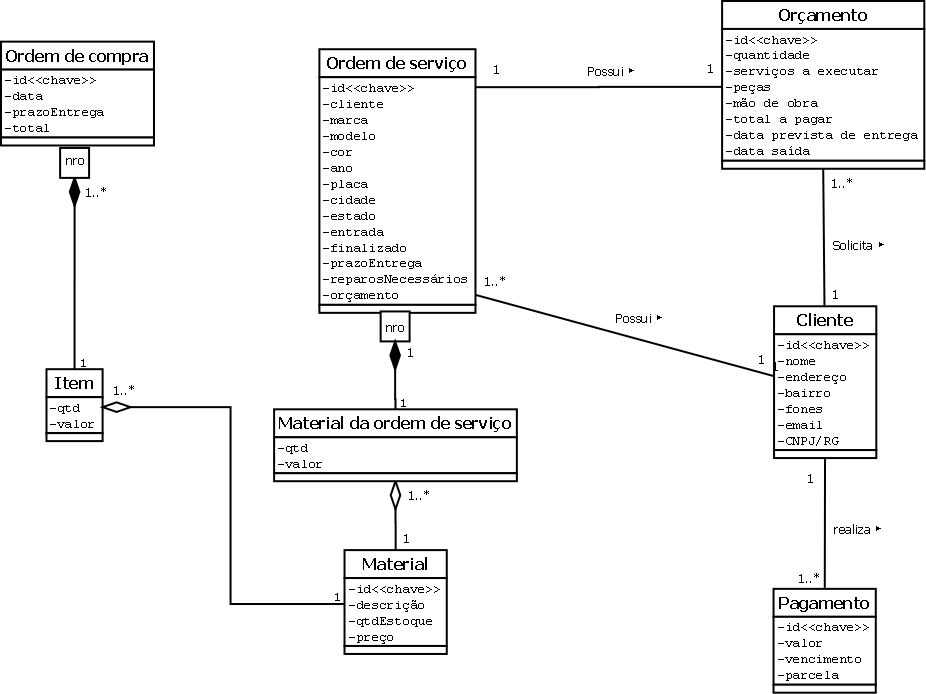 Ordem de compra
-id<<chave>>
-data
-prazoEntrega
-total
nro
1..*
1
Item
-qtd
-valor
1..*
Ordem de serviço
-id<<chave>>
-cliente
-marca
-modelo
-cor
-ano
-placa
-cidade
-estado
-entrada
-finalizado
-prazoEntrega
-reparosNecessários
-orçamento
nro
1
1
Material da ordem de serviço
-qtd
-valor
1..*
1
1
Material
-id<<chave>>
-descrição
-qtdEstoque
-preço
1
Possui
1
1..*
Possui
1
1
Orçamento
-id<<chave>>
-quantidade
-serviços a executar
-peças
-mão de obra
-total a pagar
-data prevista de entrega
-data saída
1..*
Solicita
1
Cliente
-id<<chave>>
-nome
-endereço
-bairro
-fones
-email
-CNPJ/RG
1
realiza
1..*
Pagamento
-id<<chave>>
-valor
-vencimento
-parcela